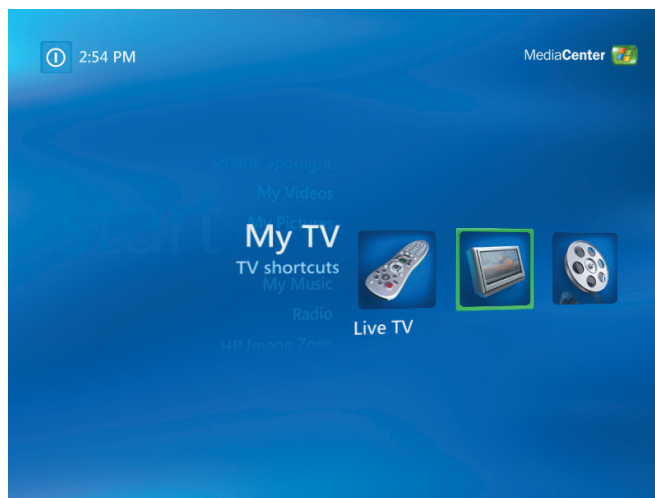 2:54 PM
MediaCenter
Online Spotlight
My Videos
start
My Pictures
My TV
TV shortcuts
My Music
Radio
Live TV
HP Image Zone